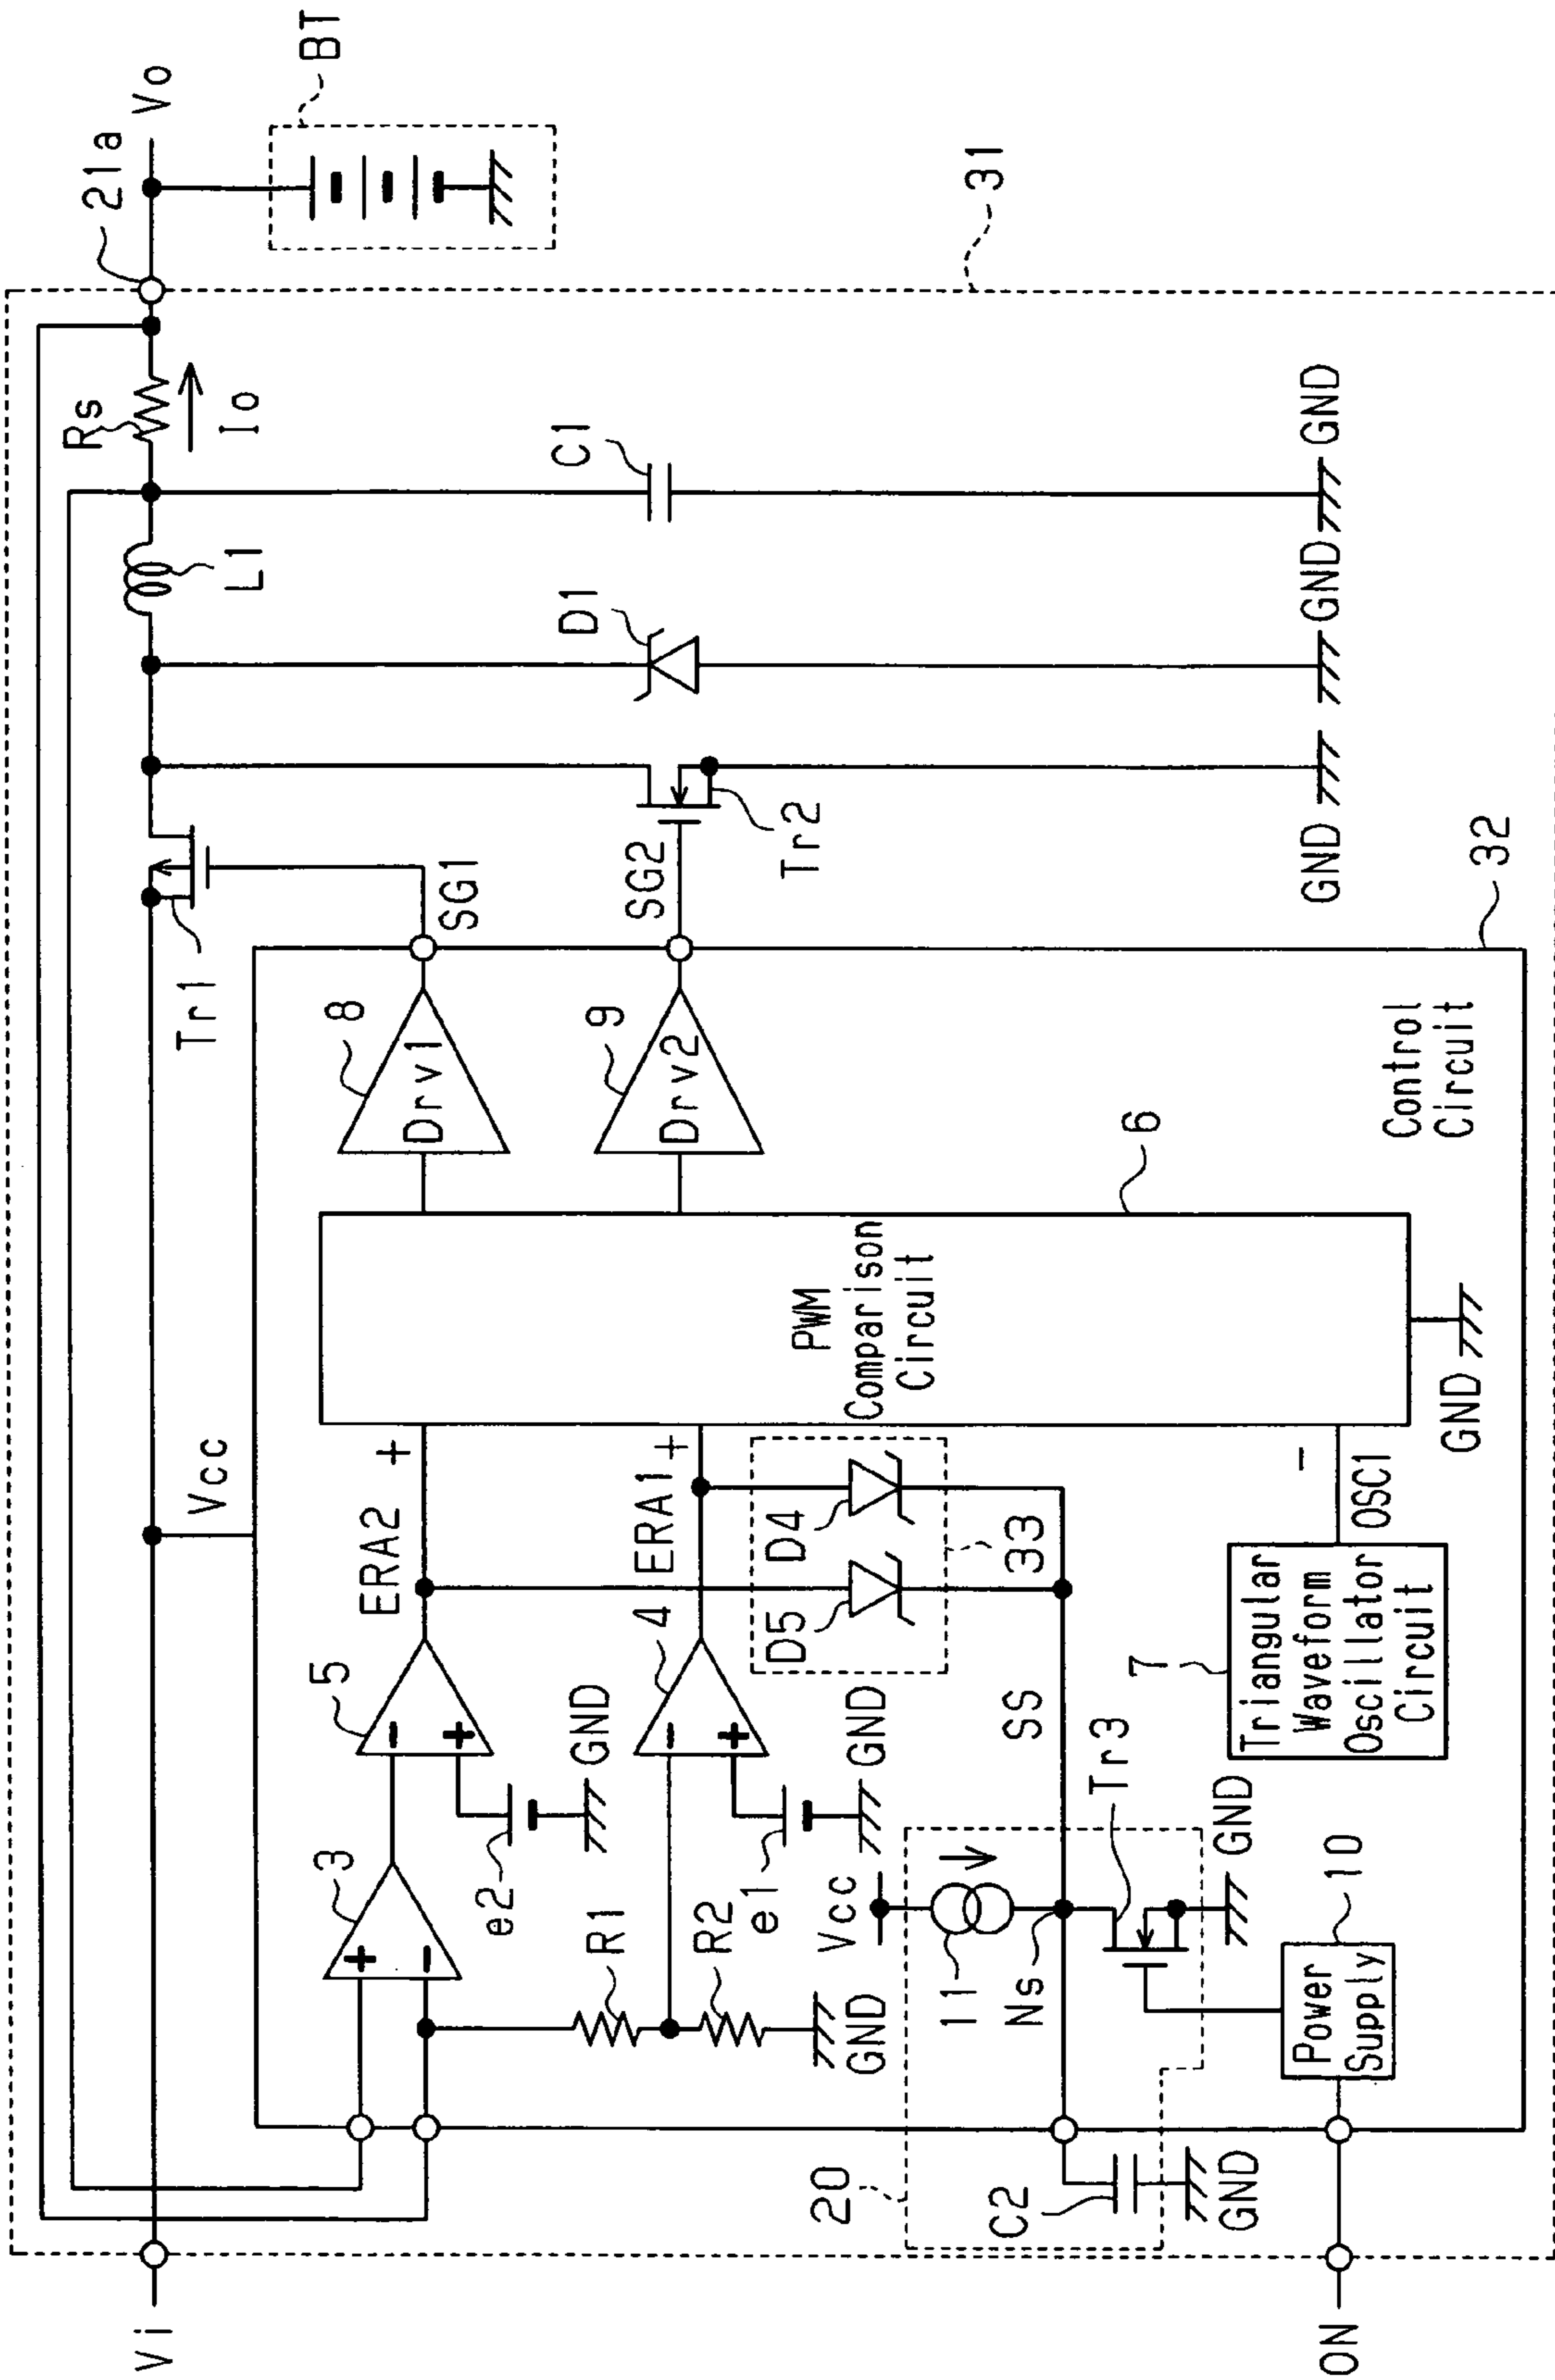 Vi
Vcc
Tr1
L1
Rs
Io
21a
Vo
BT
31
C1
D1
Tr2
GND
GND
GND
SG1
SG2
8
Drv1
9
Drv2
32
Control
Circuit
6
PWM
Comparison
Circuit
GND
+
+
-
ERA2
ERA1
OSC1
5
-
+
4
-
+
3
+
-
e2
GND
e1
GND
R1
R2
GND
D4
D5
33
SS
Vcc
11
Ns
Tr3
GND
20
C2
GND
7
Triangular
Waveform
Oscillator
Circuit
10
Power
Supply
ON